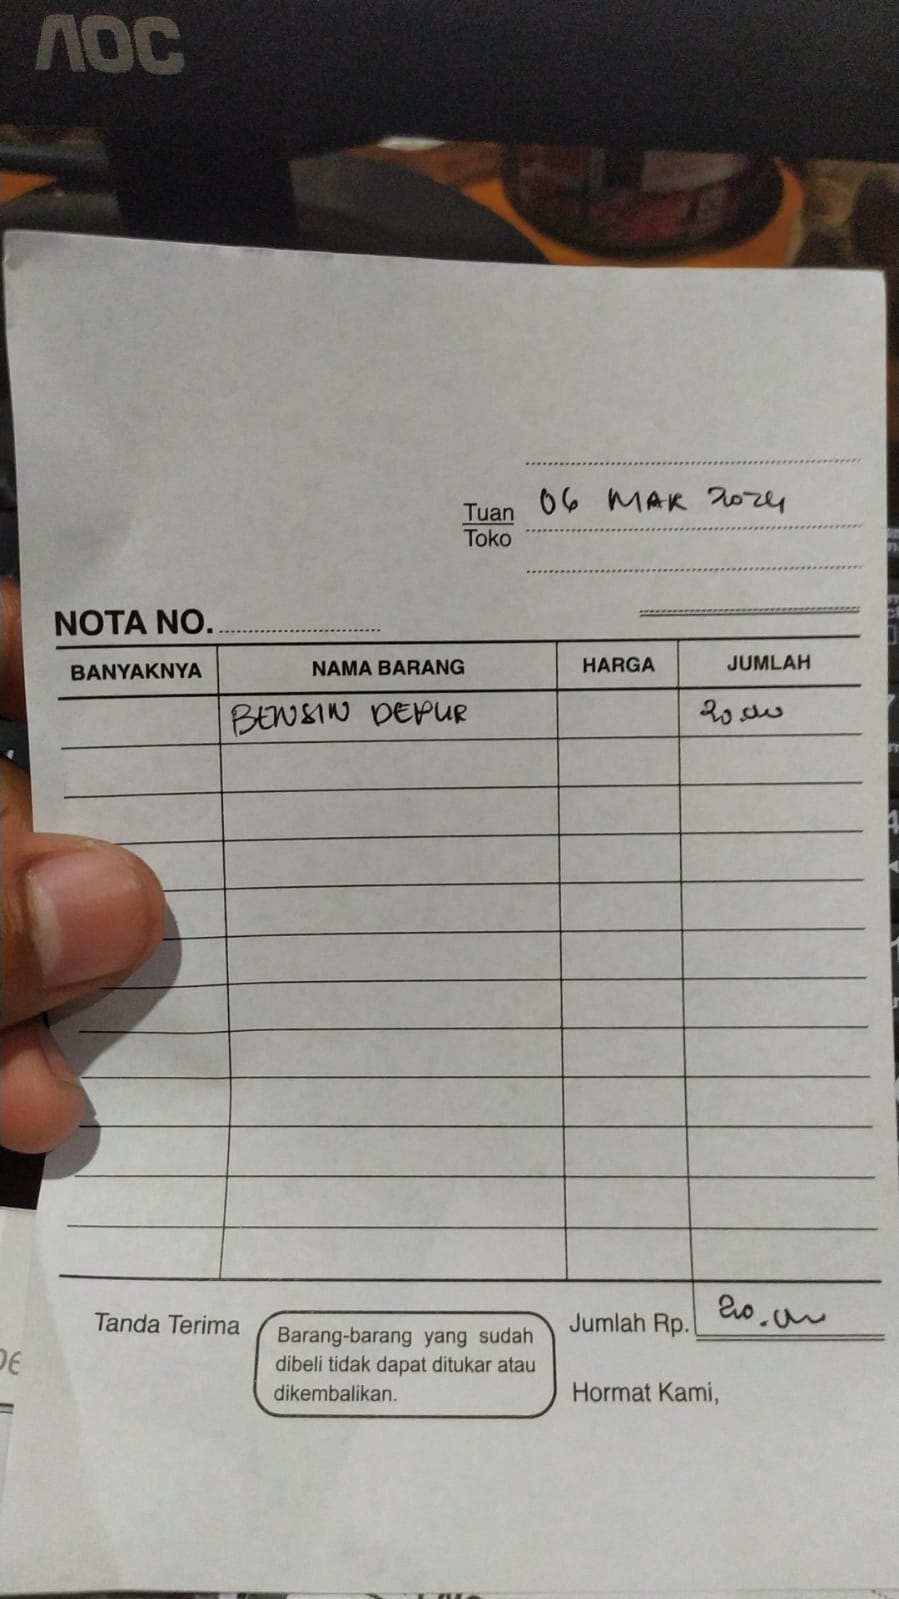 AOC
Tuan 06 MAR 2024
Toko
NOTA NO.
BANYAKNYA NAMA BARANG HARGA JUMLAH
BENSIN DEPUR 20.000
Tanda Terima
Barang-barang yang sudah
dibeli tidak dapat ditukar atau
dikembalikan.
Jumlah Rp. 20.000
Hormat Kami,